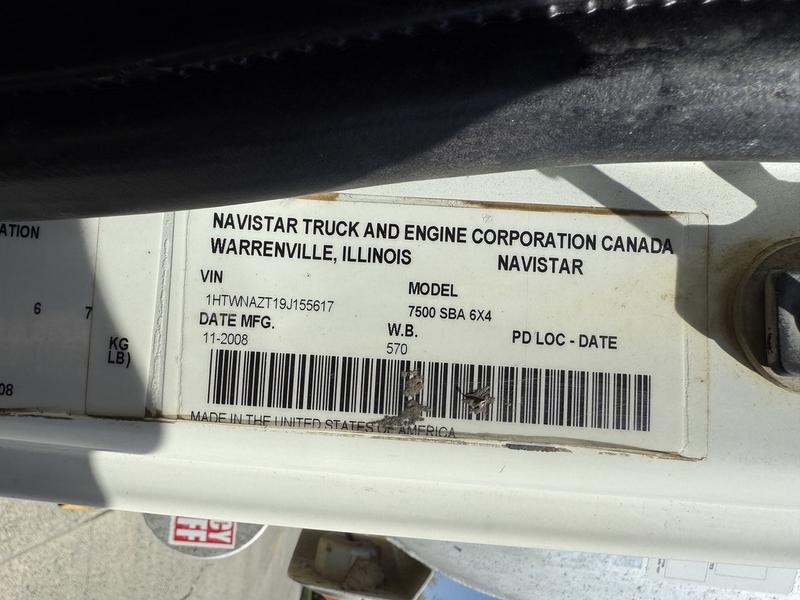 NAVISTAR TRUCK AND ENGINE CORPORATION CANADA
WARRENVILLE, ILLINOIS NAVISTAR
VIN MODEL
1HTWNAZT19J155617 7500 SBA 6X4
DATE MFG. W.B. PD LOC - DATE
11-2008 570
MADE IN THE UNITED STATES OF AMERICA
ATION
6 7
KG
LB)
08